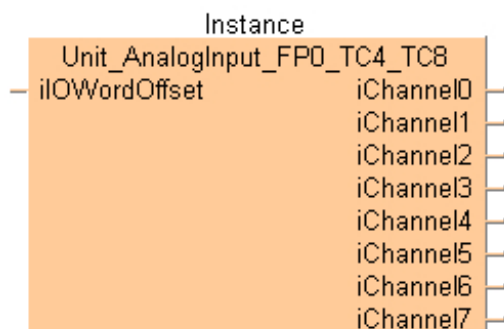 Instance
Unit_AnalogInput_FP0_TC4_TC8
iIOWordOffset iChannel0
iChannel1
iChannel2
iChannel3
iChannel4
iChannel5
iChannel6
iChannel7